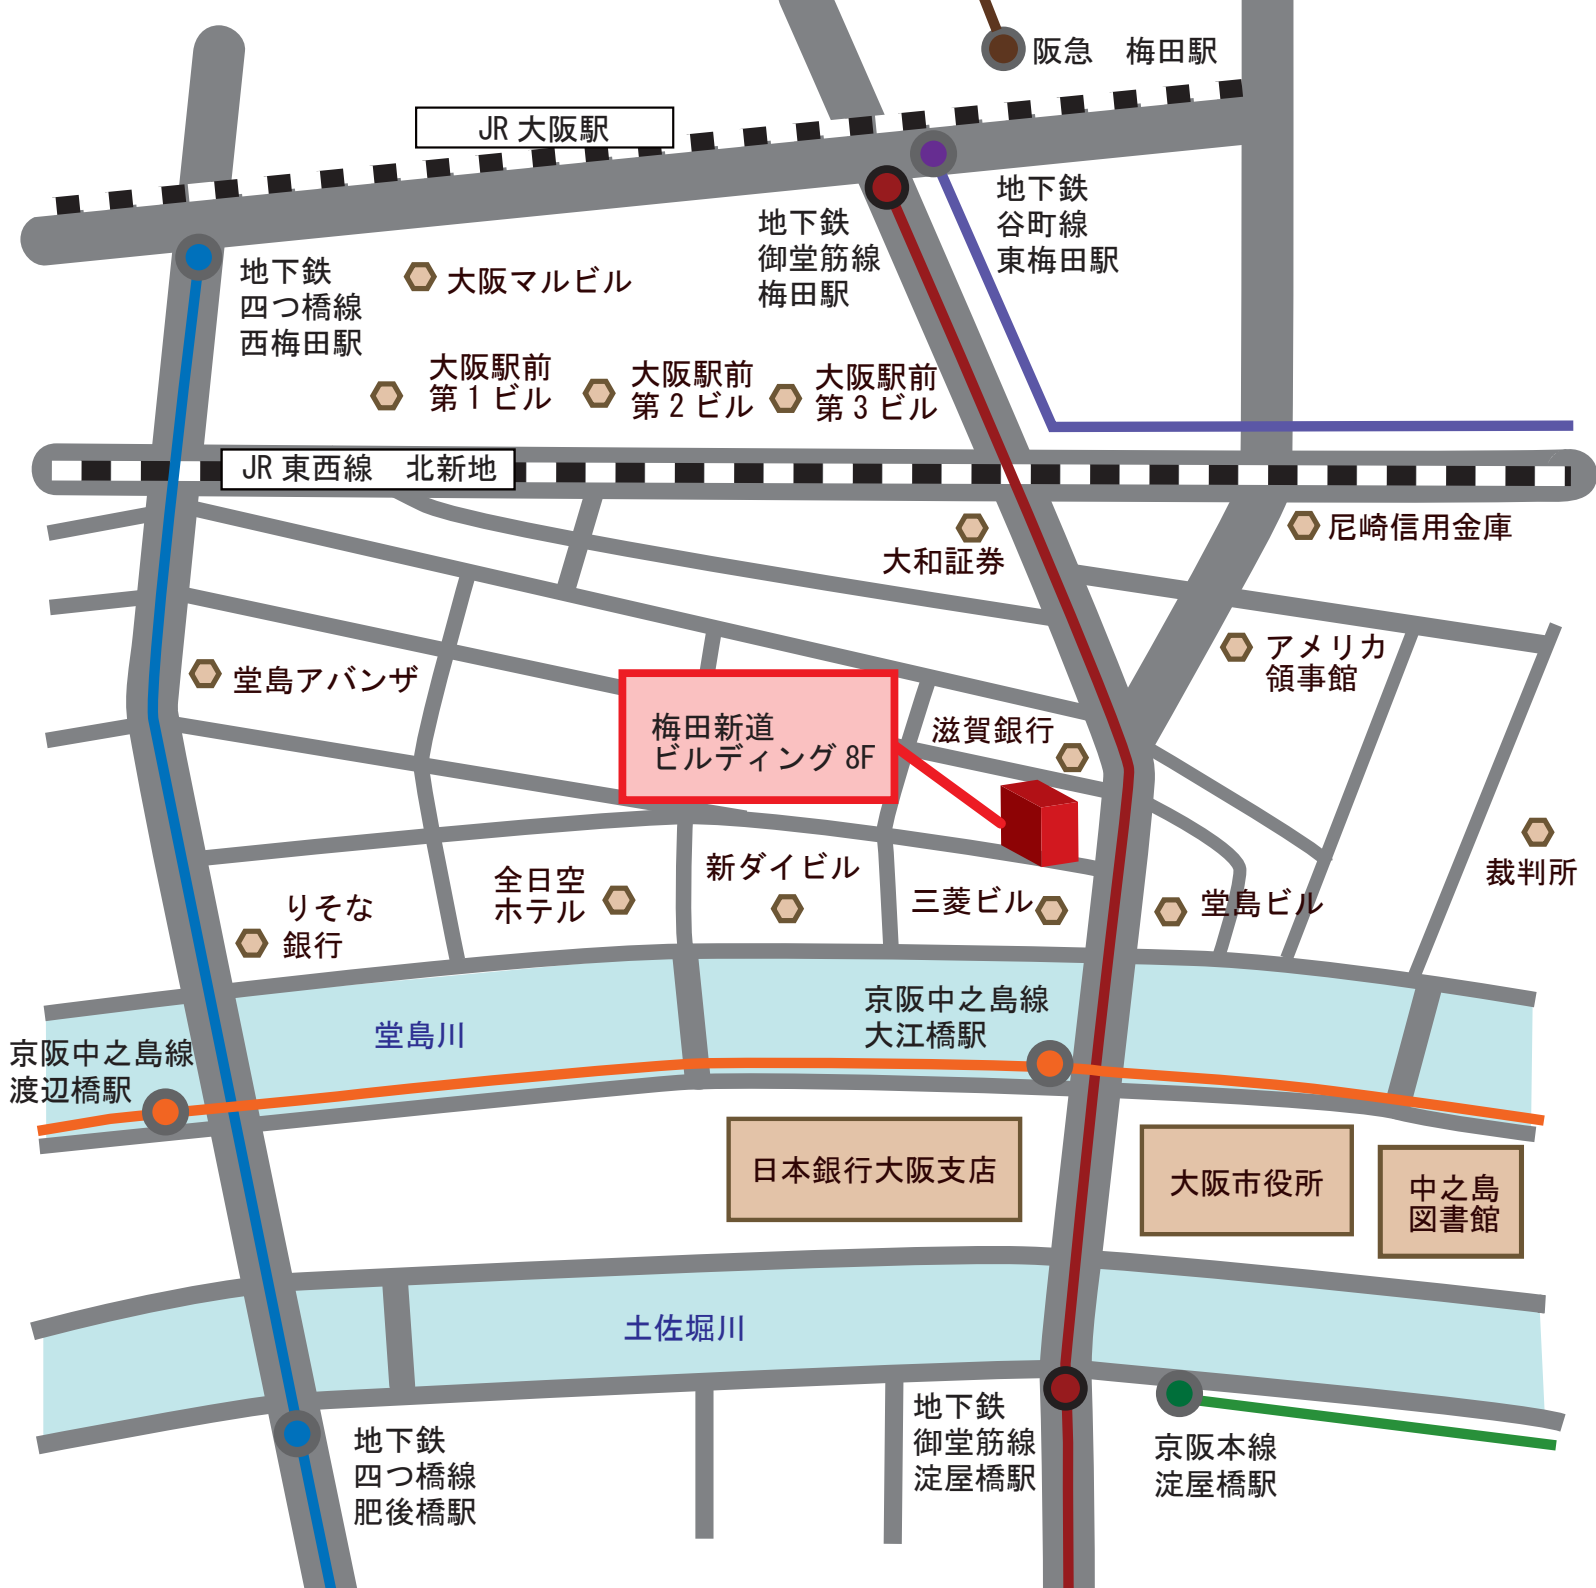 阪急　梅田駅
JR 大阪駅
地下鉄
谷町線
東梅田駅
地下鉄
御堂筋線
梅田駅
地下鉄
四つ橋線
西梅田駅
大阪マルビル
大阪駅前
第 1 ビル
大阪駅前
第 2 ビル
大阪駅前
第 3 ビル
JR 東西線　北新地
大和証券
尼崎信用金庫
アメリカ
領事館
堂島アバンザ
梅田新道
ビルディング 8F
滋賀銀行
裁判所
新ダイビル
全日空
ホテル
三菱ビル
堂島ビル
りそな
銀行
京阪中之島線
大江橋駅
堂島川
京阪中之島線
渡辺橋駅
日本銀行大阪支店
大阪市役所
中之島
図書館
土佐堀川
地下鉄
御堂筋線
淀屋橋駅
京阪本線
淀屋橋駅
地下鉄
四つ橋線
肥後橋駅